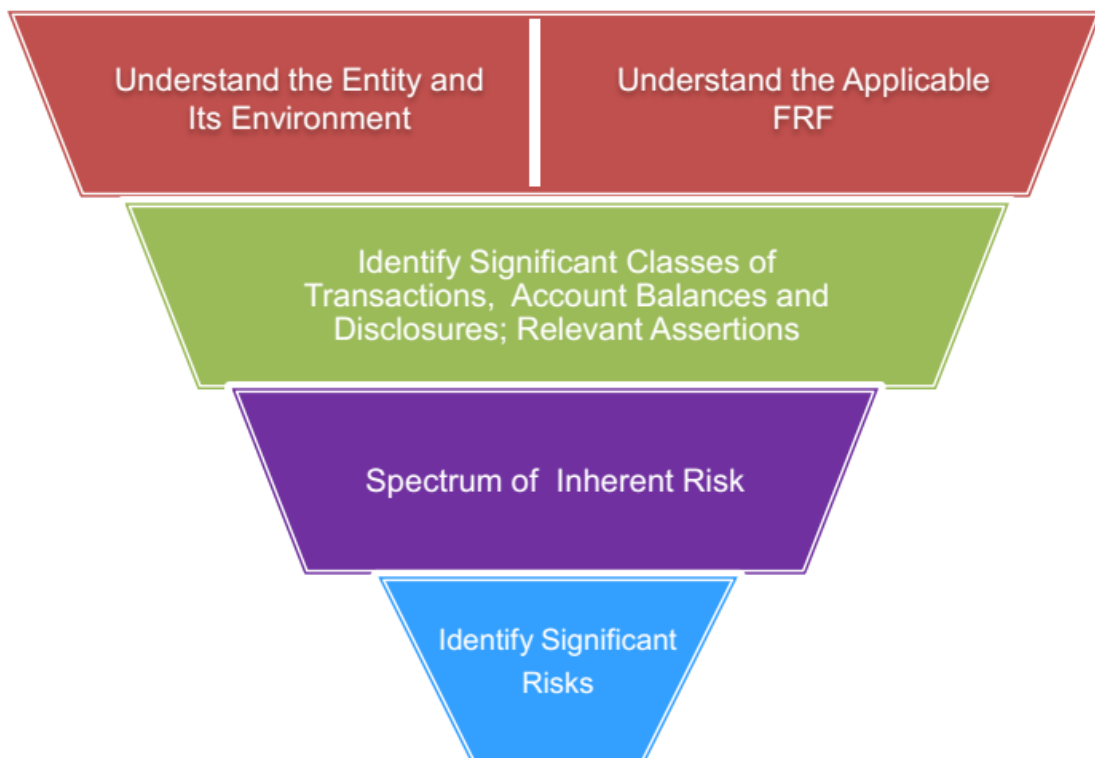 Understand the Entity and
Its Environment
Understand the Applicable
FRF
Identify Significant Classes of
Transactions,  Account Balances and
Disclosures; Relevant Assertions
Spectrum of  Inherent Risk
Identify Significant
Risks